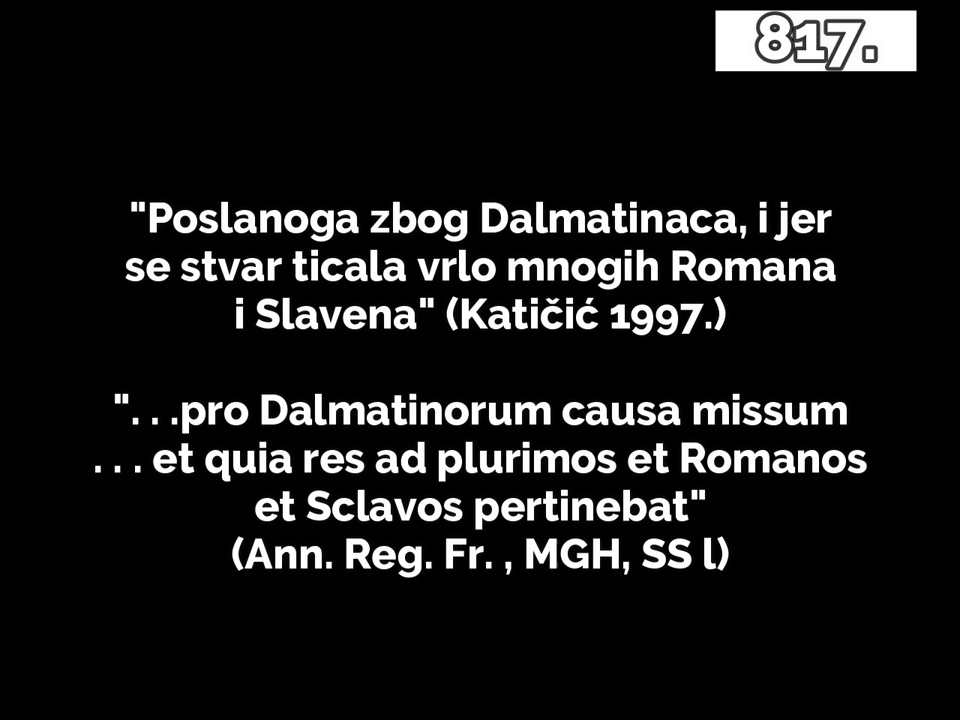 817.
"Poslanoga zbog Dalmatinaca, i jer
se stvar ticala vrlo mnogih Romana
i Slavena" (Katičić 1997.)
". . .pro Dalmatinorum causa missum
. . . et quia res ad plurimos et Romanos
et Sclavos pertinebat"
(Ann. Reg. Fr. , MGH, SS l)